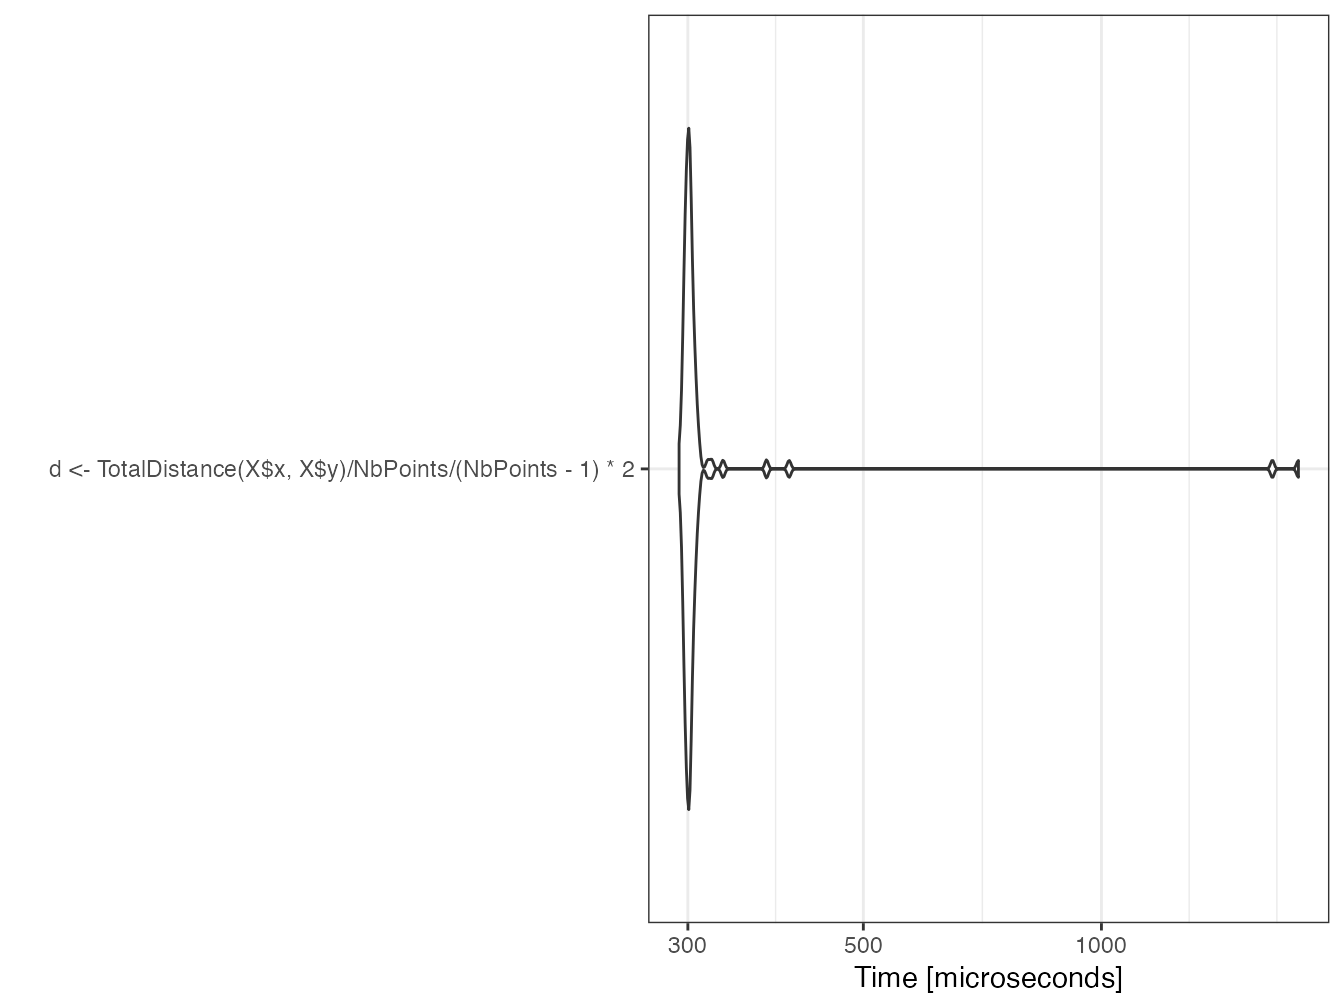 d <- TotalDistance(X$x, X$y)/NbPoints/(NbPoints - 1) * 2
300 500 1000
Time [microseconds]